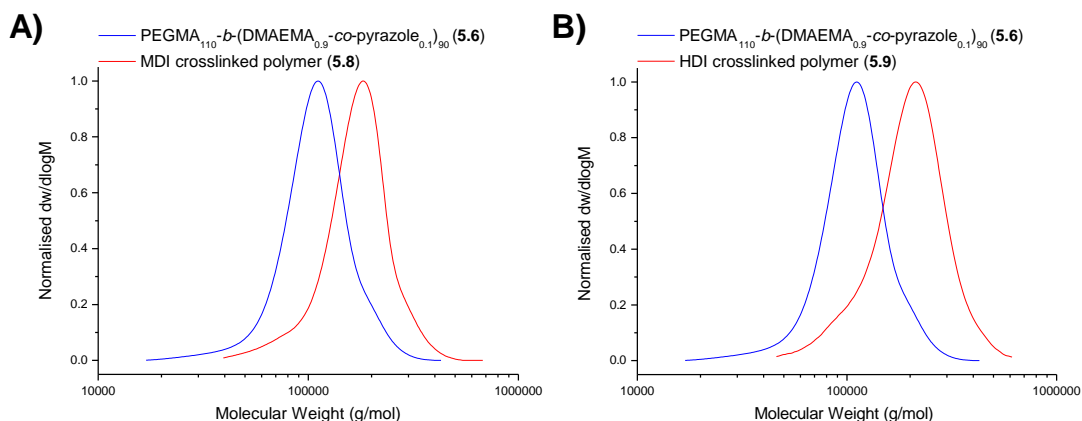 A)
PEGMA110-b-(DMAEMA0.9-co-pyrazole0.1)90 (5.6)
MDI crosslinked polymer (5.8)
1.0
0.8
0.6
0.4
0.2
0.0
Normalised dw/dlogM
10000
100000
1000000
Molecular Weight (g/mol)
B)
PEGMA110-b-(DMAEMA0.9-co-pyrazole0.1)90 (5.6)
HDI crosslinked polymer (5.9)
1.0
0.8
0.6
0.4
0.2
0.0
Normalised dw/dlogM
10000
100000
1000000
Molecular Weight (g/mol)